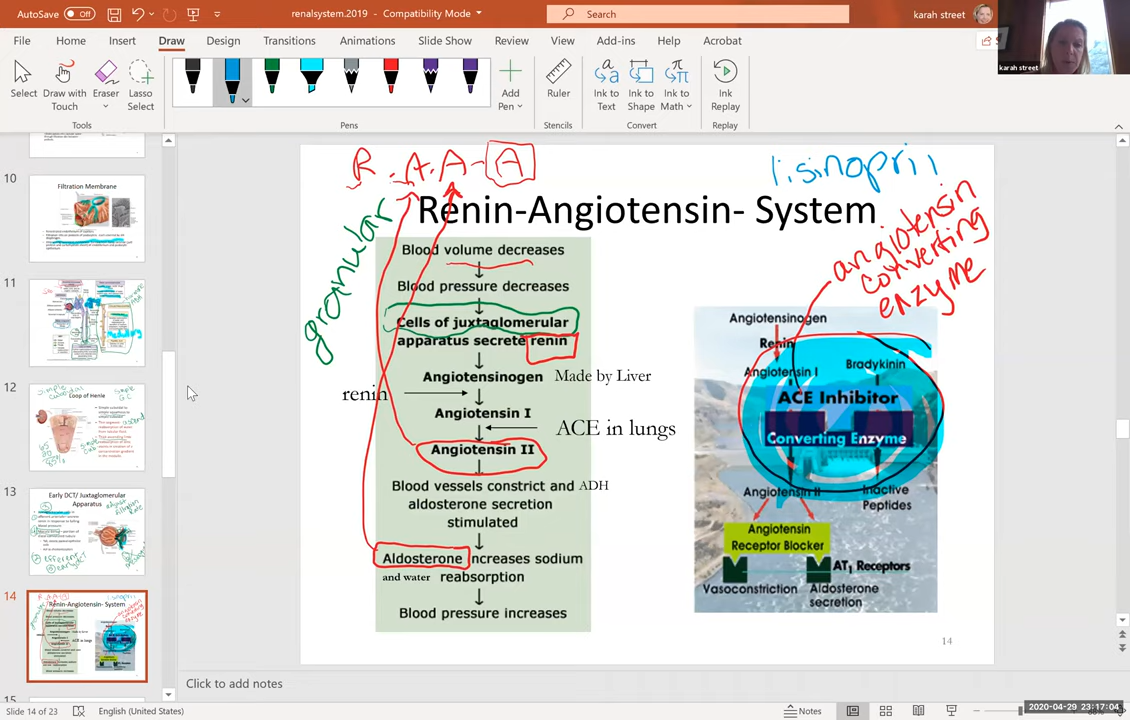 AutoSave Off
renalsystem.2019 - Compatibility Mode
Search
karah street
File Home Insert Draw Design Transitions Animations Slide Show Review View Add-ins Help Acrobat
karah street
Select
Draw with Touch
Eraser
Lasso Select
Add Pen
Ruler
Ink to Text
Ink to Shape
Ink to Math
Ink Replay
Tools
Pens
Stencils
Convert
Replay
10
Filtration Membrane
11
12
Loop of Henle
13
Early DCT/ Juxtaglomerular
Apparatus
14
Renin-Angiotensin- System
15
R - A. A - A
lisinopril
Renin-Angiotensin- System
granular
angiotensin
converting
enzyme
Blood volume decreases
Blood pressure decreases
Cells of juxtaglomerular
apparatus secrete renin
Angiotensinogen Made by Liver
renin
Angiotensin I
ACE in lungs
Angiotensin II
Blood vessels constrict and ADH
aldosterone secretion
stimulated
Aldosterone increases sodium
and water reabsorption
Blood pressure increases
Angiotensinogen
Renin
Angiotensin I
Bradykinin
ACE Inhibitor
Converting Enzyme
Angiotensin II
Inactive
Peptides
Angiotensin
Receptor Blocker
AT1 Receptors
Vasoconstriction
Aldosterone
secretion
14
Click to add notes
Slide 14 of 23
English (United States)
Notes
2020-04-29 23:17:04